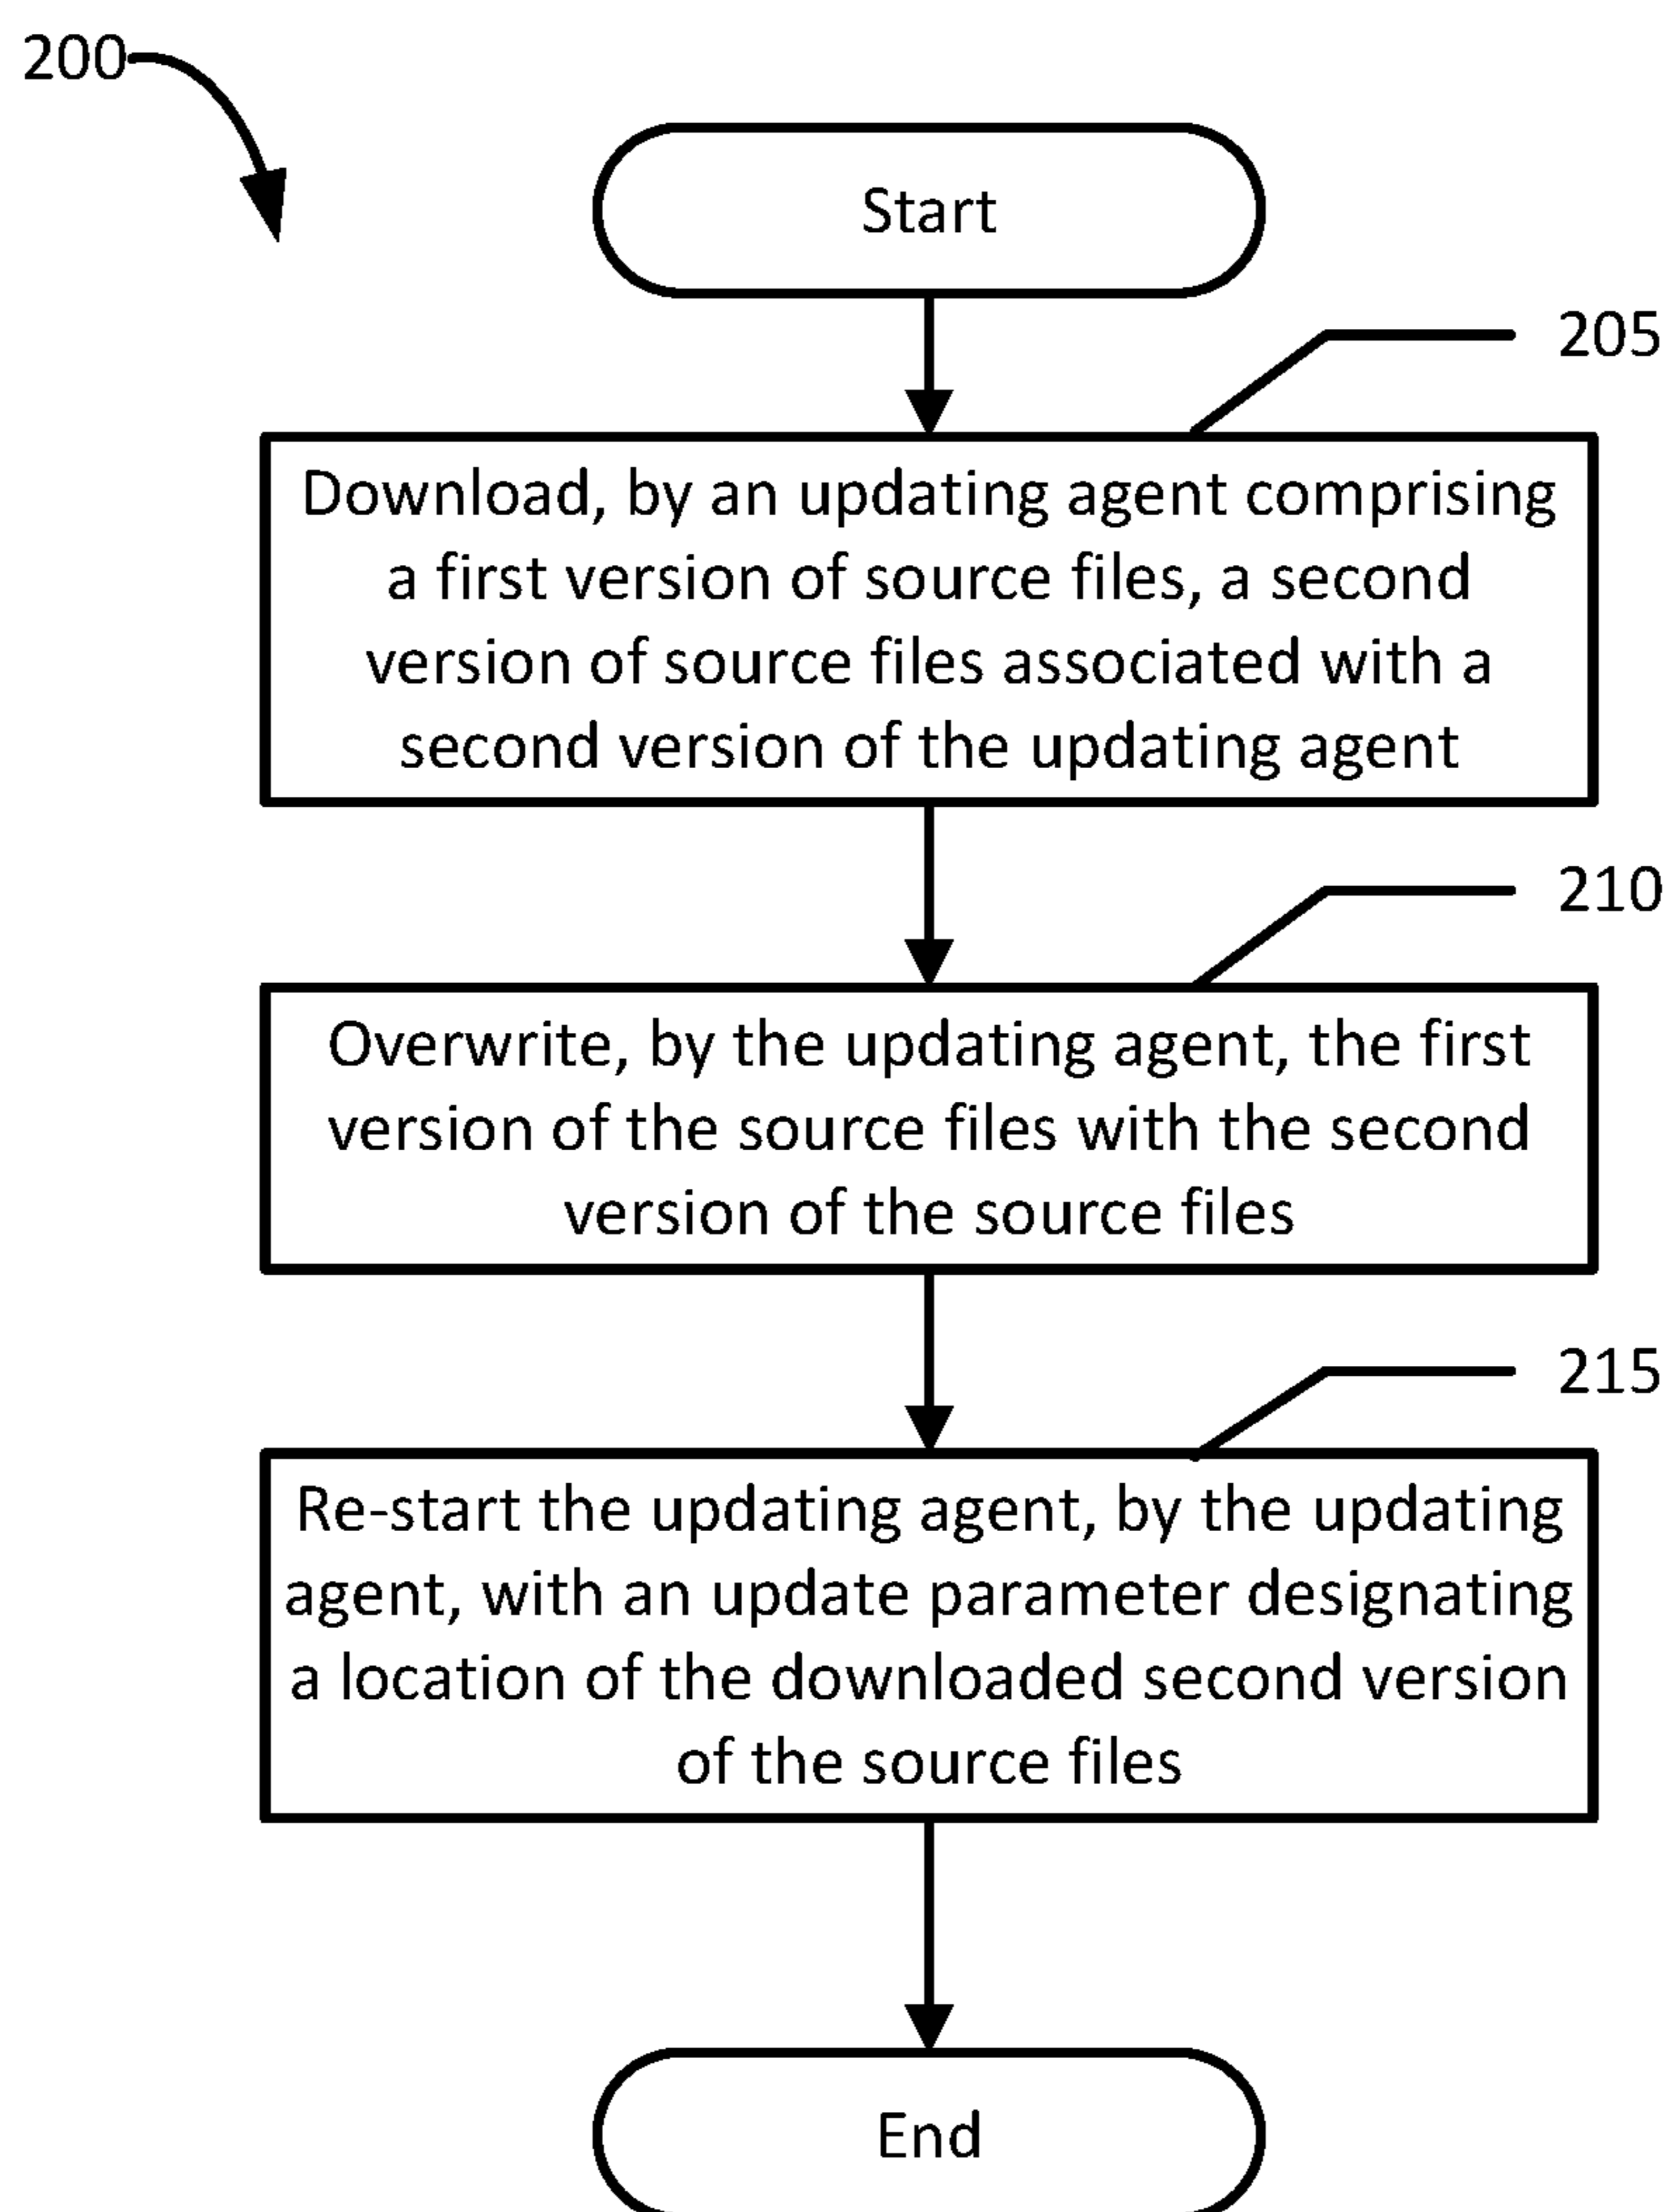 200
Start
205
Download, by an updating agent comprising
a first version of source files, a second
version of source files associated with a
second version of the updating agent
210
Overwrite, by the updating agent, the first
version of the source files with the second
version of the source files
215
Re-start the updating agent, by the updating
agent, with an update parameter designating
a location of the downloaded second version
of the source files
End